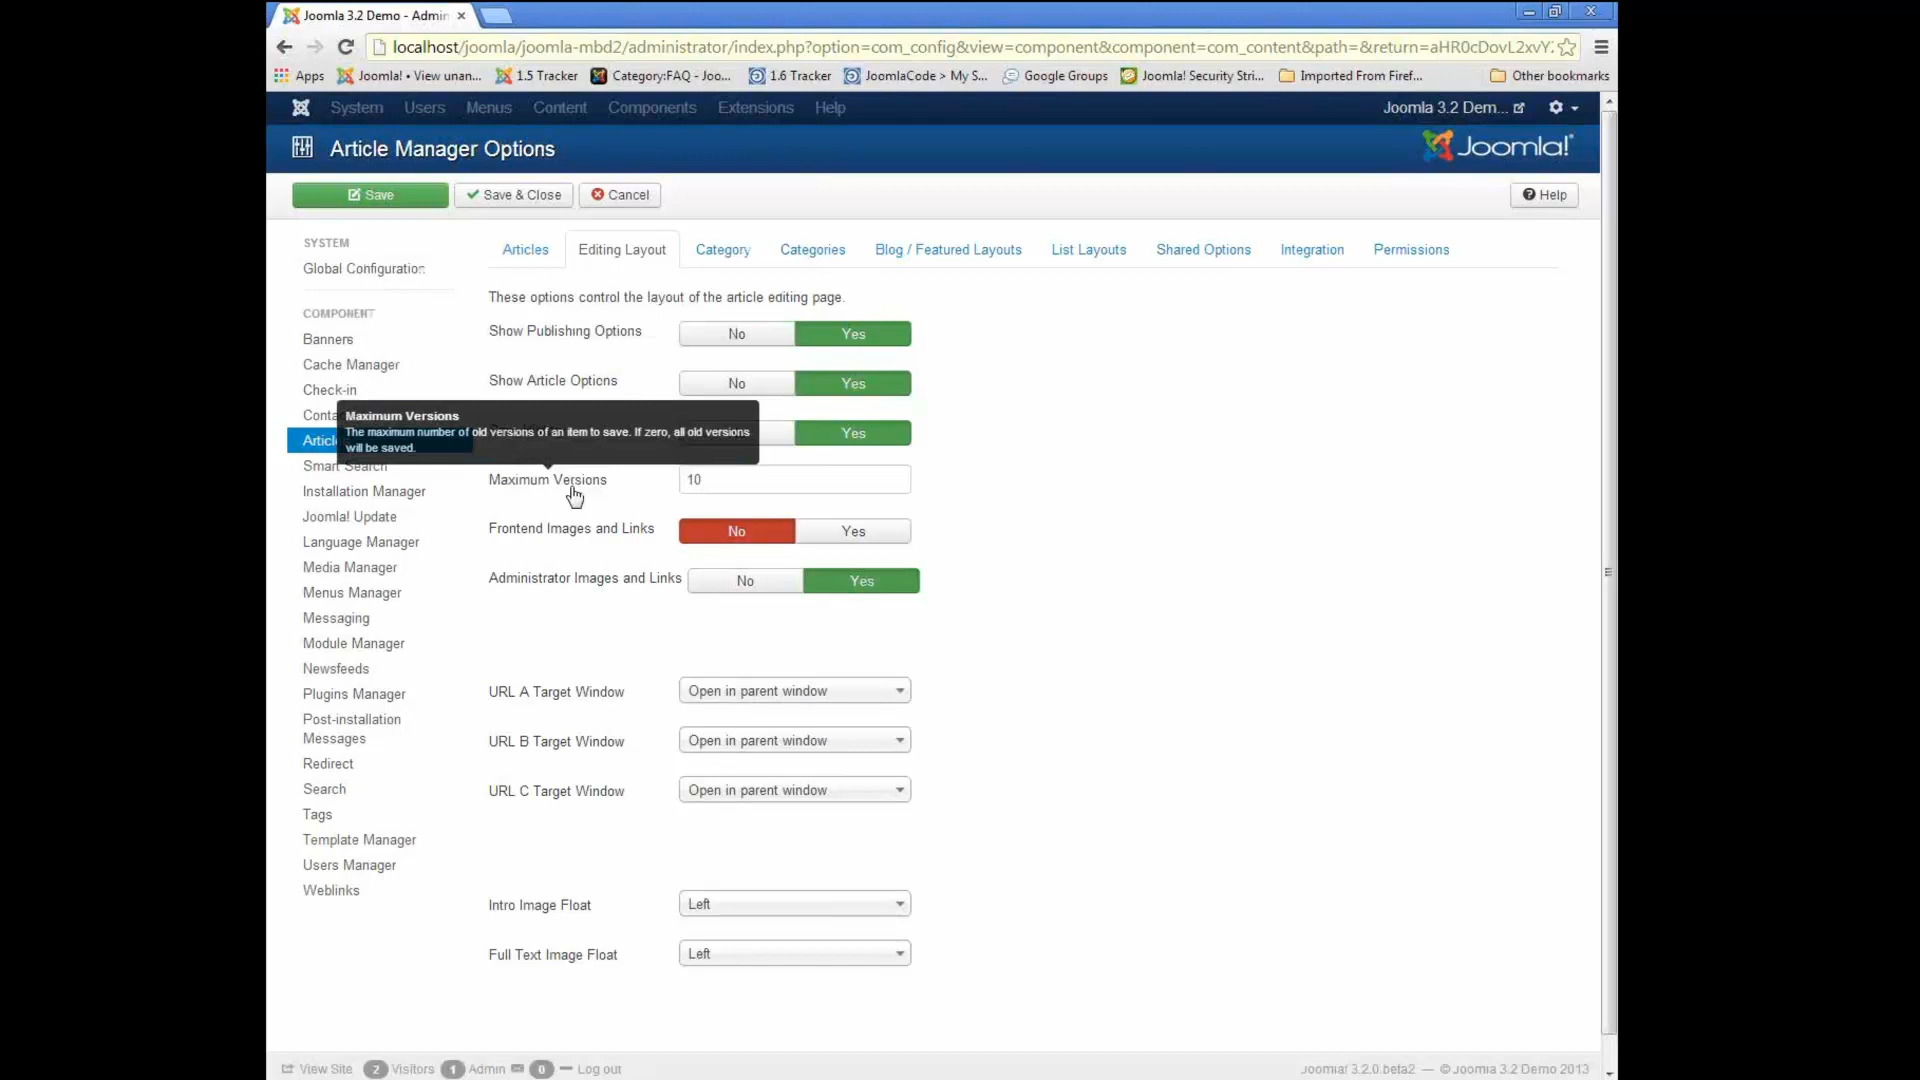 Joomla 3.2 Demo - Admin
localhost/joomla/joomla-mbd2/administrator/index.php?option=com_config&view=component&component=com_content&path=&return=aHR0cDovL2xvY
Apps Joomla! • View unan... 1.5 Tracker Category:FAQ - Joo... 1.6 Tracker JoomlaCode > My S... Google Groups Joomla! Security Stri... Imported From Firef... Other bookmarks
System Users Menus Content Components Extensions Help Joomla 3.2 Dem...
Article Manager Options Joomla!
Save Save & Close Cancel Help
SYSTEM
Global Configuration
COMPONENT
Banners
Cache Manager
Check-in
Conta
Articl
Smart Search
Installation Manager
Joomla! Update
Language Manager
Media Manager
Menus Manager
Messaging
Module Manager
Newsfeeds
Plugins Manager
Post-installation
Messages
Redirect
Search
Tags
Template Manager
Users Manager
Weblinks
Articles Editing Layout Category Categories Blog / Featured Layouts List Layouts Shared Options Integration Permissions
These options control the layout of the article editing page.
Show Publishing Options No Yes
Show Article Options No Yes
Yes
Maximum Versions
The maximum number of old versions of an item to save. If zero, all old versions
will be saved.
Maximum Versions 10
Frontend Images and Links No Yes
Administrator Images and Links No Yes
URL A Target Window Open in parent window
URL B Target Window Open in parent window
URL C Target Window Open in parent window
Intro Image Float Left
Full Text Image Float Left
View Site 2 Visitors 1 Admin 0 Log out Joomla! 3.2.0.beta2 — © Joomla 3.2 Demo 2013